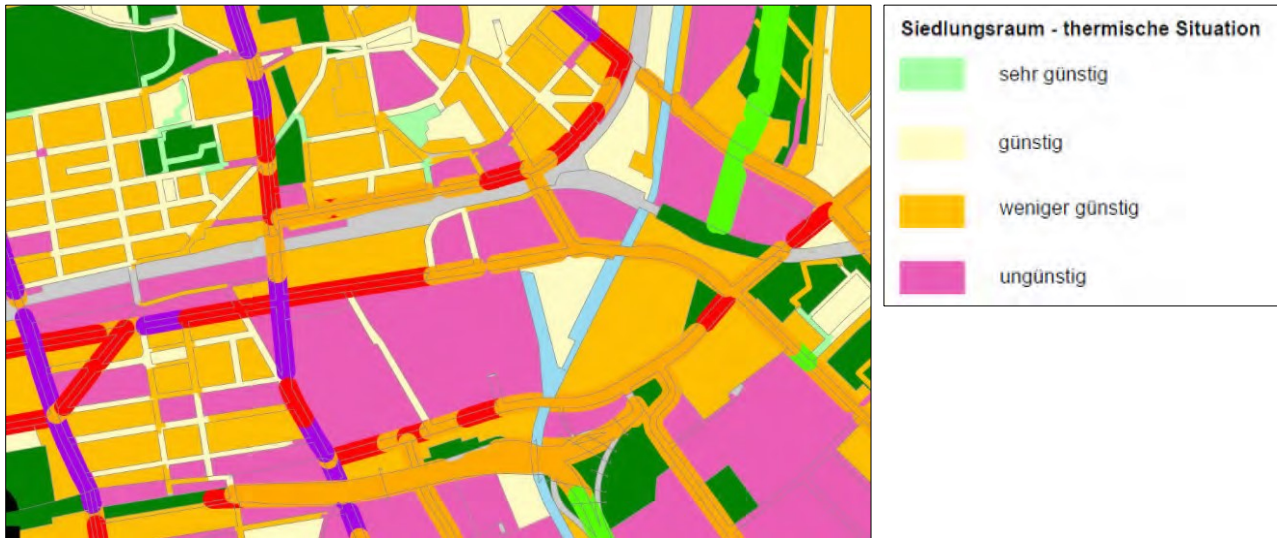 Siedlungsraum - thermische Situation
sehr günstig
günstig
weniger günstig
ungünstig